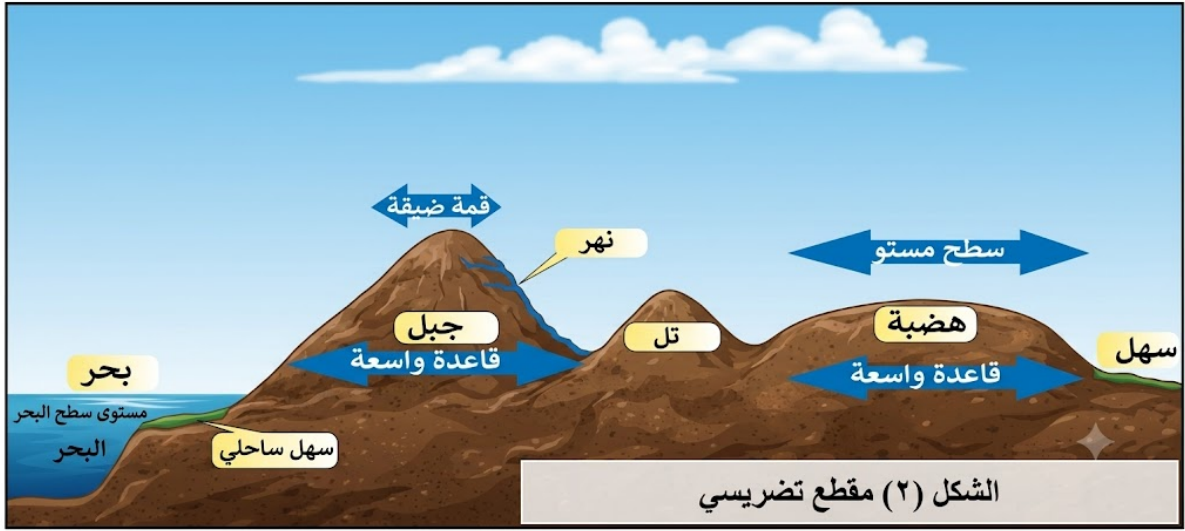 قمة ضيقة
نهر
سطح مستو
جبل
تل
هضبة
قاعدة واسعة
قاعدة واسعة
سهل
بحر
مستوى سطح البحر
البحر
سهل ساحلي
الشكل (٢) مقطع تضريسي